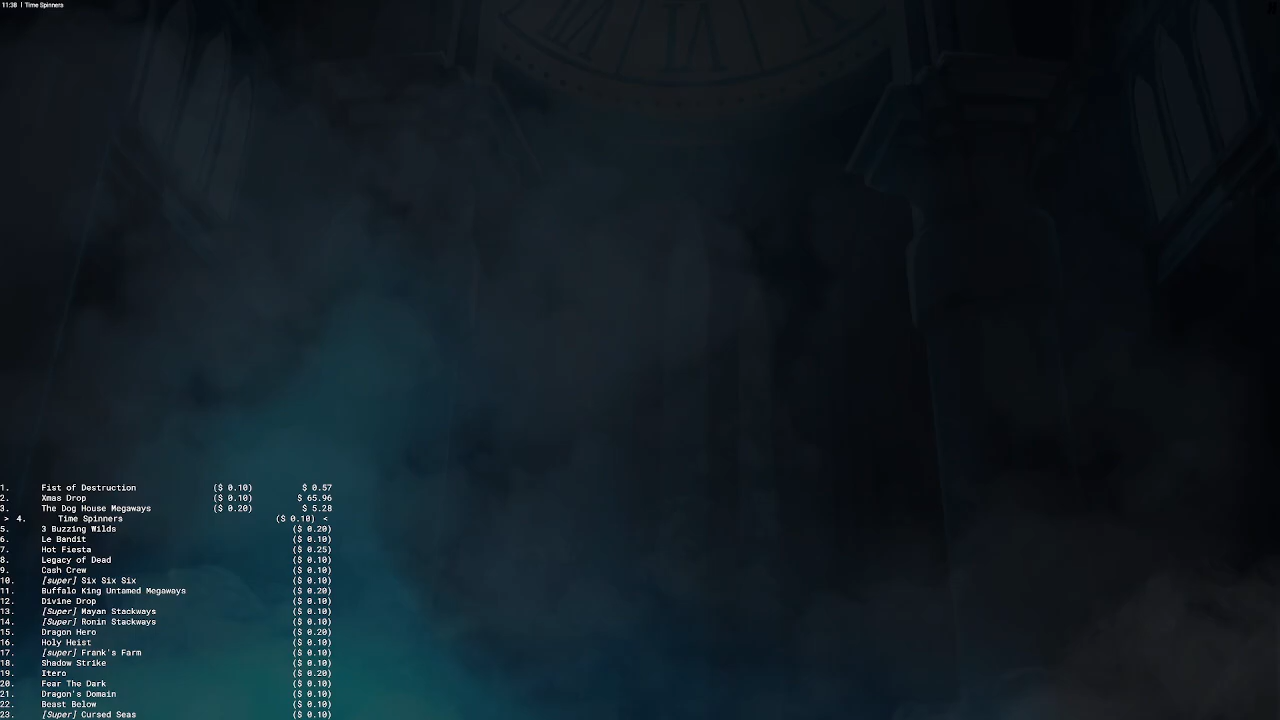 11:38 | Time Spinners
1. Fist of Destruction ($ 0.10) $ 0.57
2. Xmas Drop ($ 0.10) $ 65.96
3. The Dog House Megaways ($ 0.20) $ 5.28
> 4. Time Spinners ($ 0.10) <
5. 3 Buzzing Wilds ($ 0.20)
6. Le Bandit ($ 0.10)
7. Hot Fiesta ($ 0.25)
8. Legacy of Dead ($ 0.10)
9. Cash Crew ($ 0.10)
10. [super] Six Six Six ($ 0.10)
11. Buffalo King Untamed Megaways ($ 0.20)
12. Divine Drop ($ 0.10)
13. [Super] Mayan Stackways ($ 0.10)
14. [Super] Ronin Stackways ($ 0.10)
15. Dragon Hero ($ 0.20)
16. Holy Heist ($ 0.10)
17. [super] Frank's Farm ($ 0.10)
18. Shadow Strike ($ 0.10)
19. Itero ($ 0.20)
20. Fear The Dark ($ 0.10)
21. Dragon's Domain ($ 0.10)
22. Beast Below ($ 0.10)
23. [Super] Cursed Seas ($ 0.10)